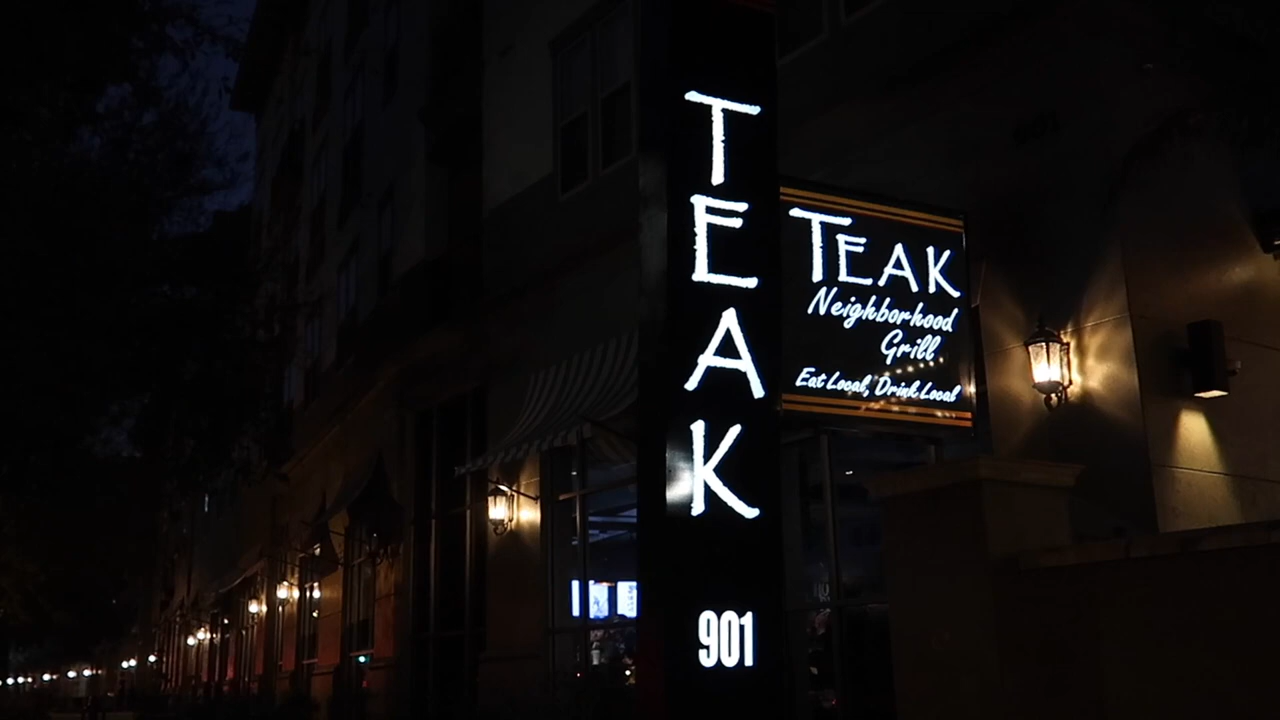 TEAK
901
TEAK
Neighborhood
Grill
Eat Local, Drink Local